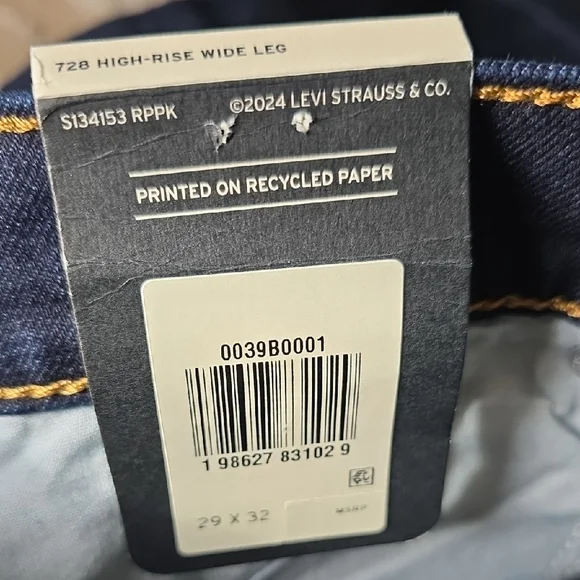 728 HIGH-RISE WIDE LEG
S134153 RPPK ©2024 LEVI STRAUSS & CO.
PRINTED ON RECYCLED PAPER
0039B0001
1 98627 83102 9
29 X 32